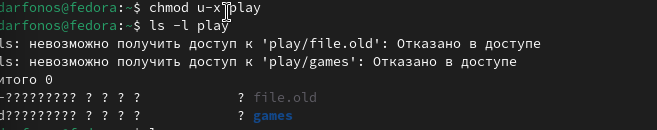 darfonos@fedora:~$ chmod u-x play
darfonos@fedora:~$ ls -l play
ls: невозможно получить доступ к 'play/file.old': Отказано в доступе
ls: невозможно получить доступ к 'play/games': Отказано в доступе
итого 0
-????????? ? ? ? ? ? file.old
d????????? ? ? ? ? ? games